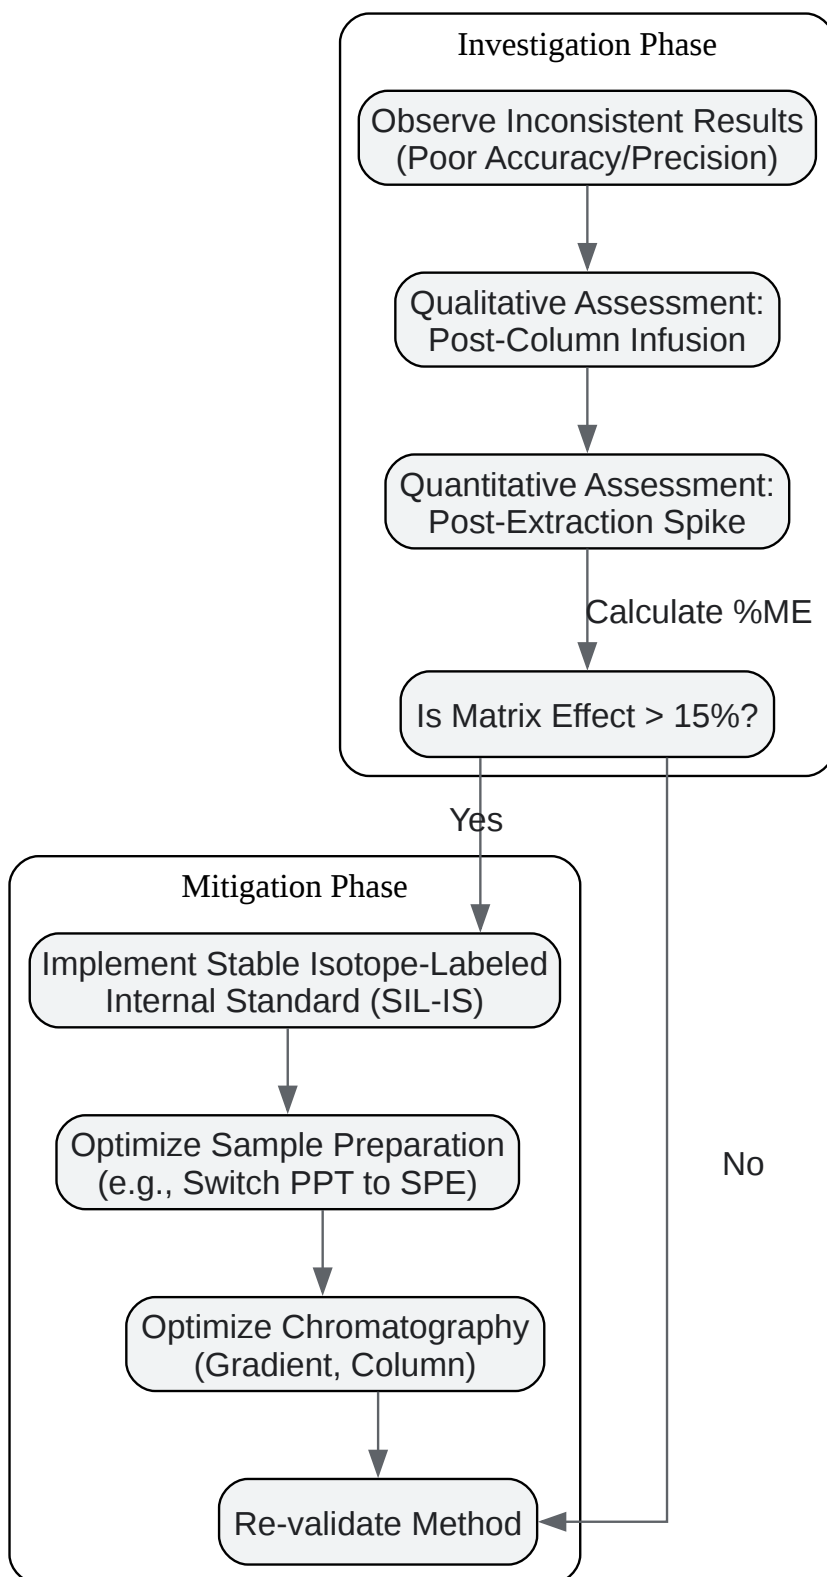 Investigation Phase
Observe Inconsistent Results
(Poor Accuracy/Precision)
Qualitative Assessment:
Post-Column Infusion
Quantitative Assessment:
Post-Extraction Spike
Calculate %ME
Is Matrix Effect > 15%?
Yes
Mitigation Phase
Implement Stable Isotope-Labeled
Internal Standard (SIL-IS)
Optimize Sample Preparation
(e.g., Switch PPT to SPE)
No
Optimize Chromatography
(Gradient, Column)
Re-validate Method